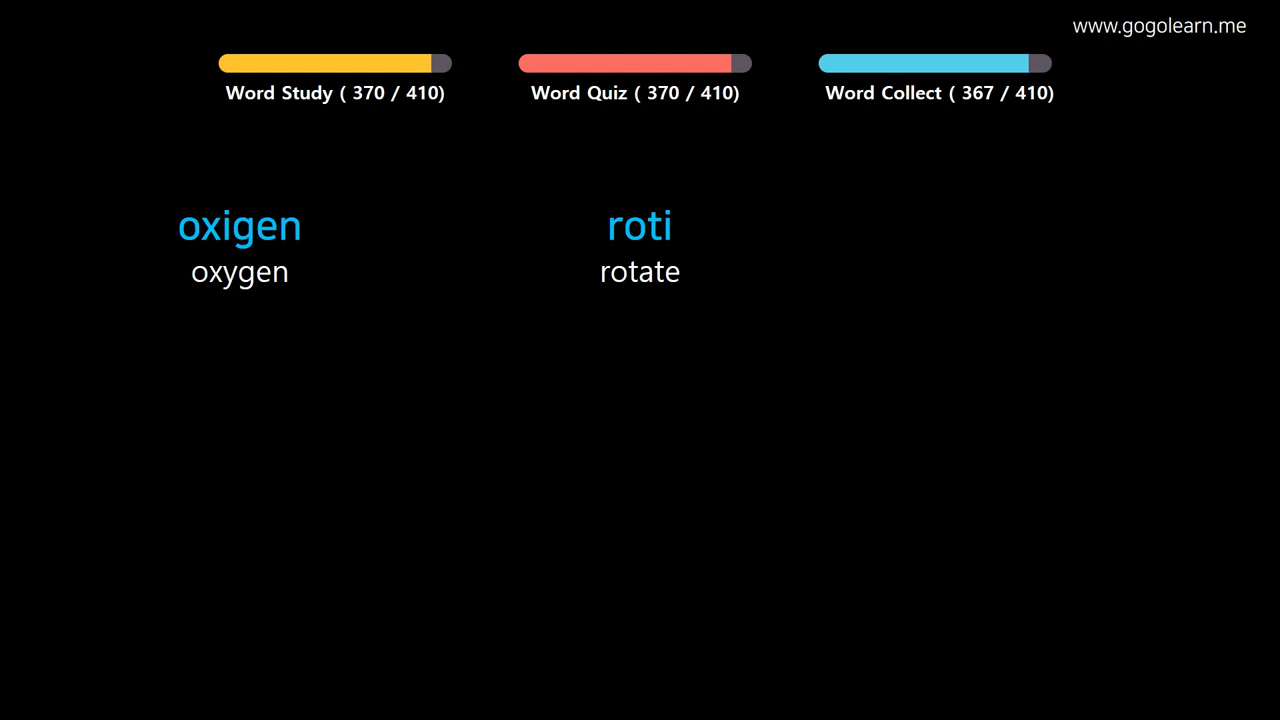 www.gogolearn.me
Word Study ( 370 / 410)
Word Quiz ( 370 / 410)
Word Collect ( 367 / 410)
oxigen
oxygen
roti
rotate